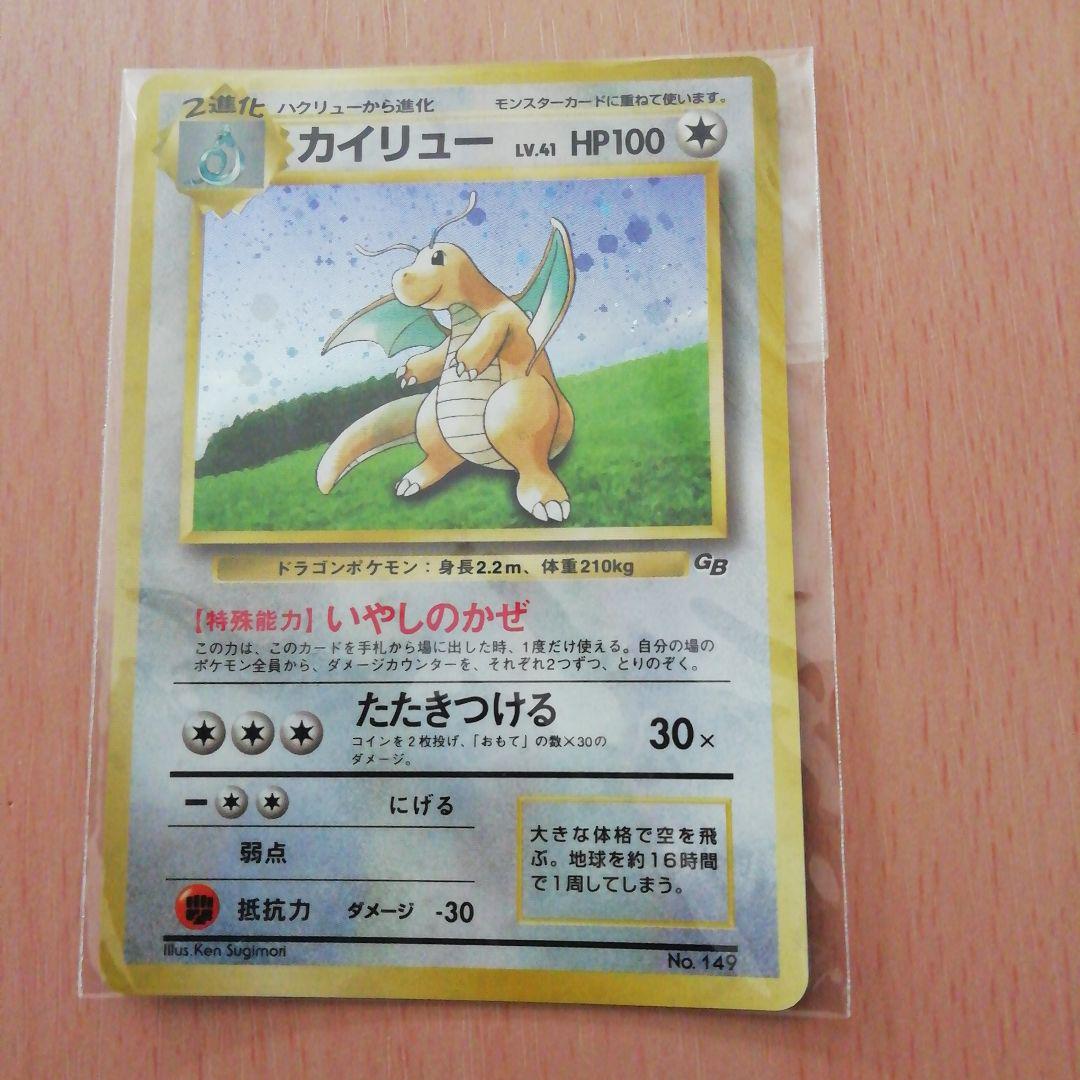 2進化 ハクリューから進化 モンスターカードに重ねて使います。
カイリュー LV.41 HP100
ドラゴンポケモン：身長2.2m、体重210kg
GB
【特殊能力】いやしのかぜ
この力は、このカードを手札から場に出した時、1度だけ使える。自分の場の
ポケモン全員から、ダメージカウンターを、それぞれ2つずつ、とりのぞく。
たたきつける 30×
コインを2枚投げ、「おもて」の数×30の
ダメージ。
にげる
弱点
抵抗力 ダメージ -30
大きな体格で空を飛
ぶ。地球を約16時間
で1周してしまう。
Illus. Ken Sugimori
No. 149